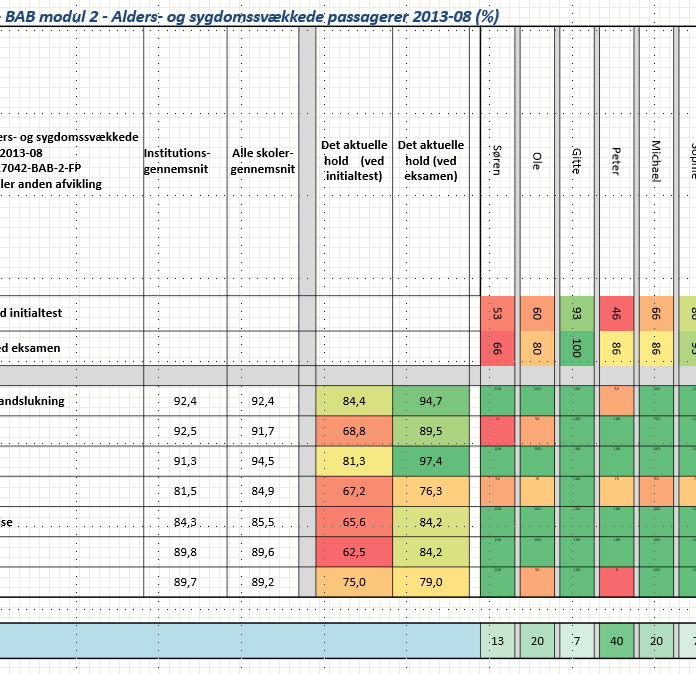 - BAB modul 2 - Alders- og sygdomssvækkede passagerer 2013-08 (%)
ers- og sygdomssvækkede
2013-08
7042-BAB-2-FP
ler anden afvikling
Institutions-
gennemsnit
Alle skoler-
gennemsnit
Det aktuelle
hold (ved
initialtest)
Det aktuelle
hold (ved
eksamen)
Søren
Ole
Gitte
Peter
Michael
d initialtest 53 60 93 46 66
ed eksamen 66 80 100 86 86
andslukning 92,4 92,4 84,4 94,7
92,5 91,7 68,8 89,5
91,3 94,5 81,3 97,4
81,5 84,9 67,2 76,3
se 84,3 85,5 65,6 84,2
89,8 89,6 62,5 84,2
89,7 89,2 75,0 79,0
13 20 7 40 20